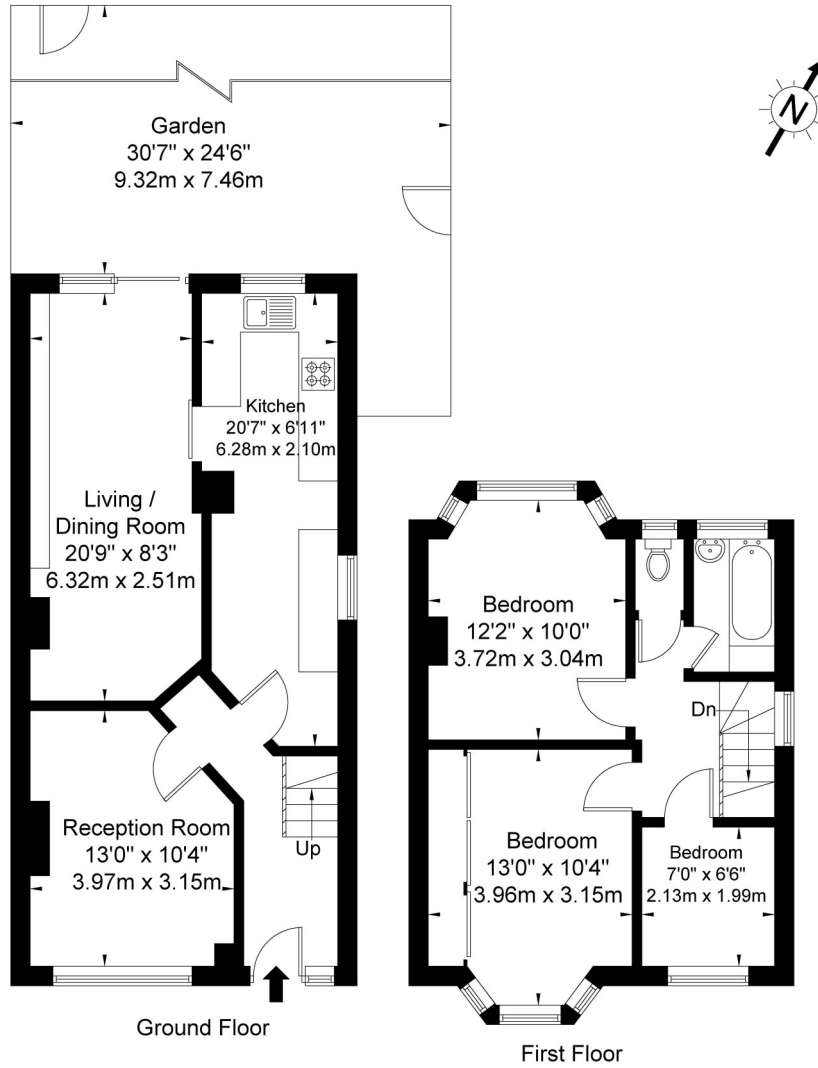 N
Garden
30'7" x 24'6"
9.32m x 7.46m
Kitchen
20'7" x 6'11"
6.28m x 2.10m
Living /
Dining Room
20'9" x 8'3"
6.32m x 2.51m
Reception Room
13'0" x 10'4"
3.97m x 3.15m
Up
Ground Floor
Bedroom
12'2" x 10'0"
3.72m x 3.04m
Dn
Bedroom
13'0" x 10'4"
3.96m x 3.15m
Bedroom
7'0" x 6'6"
2.13m x 1.99m
First Floor